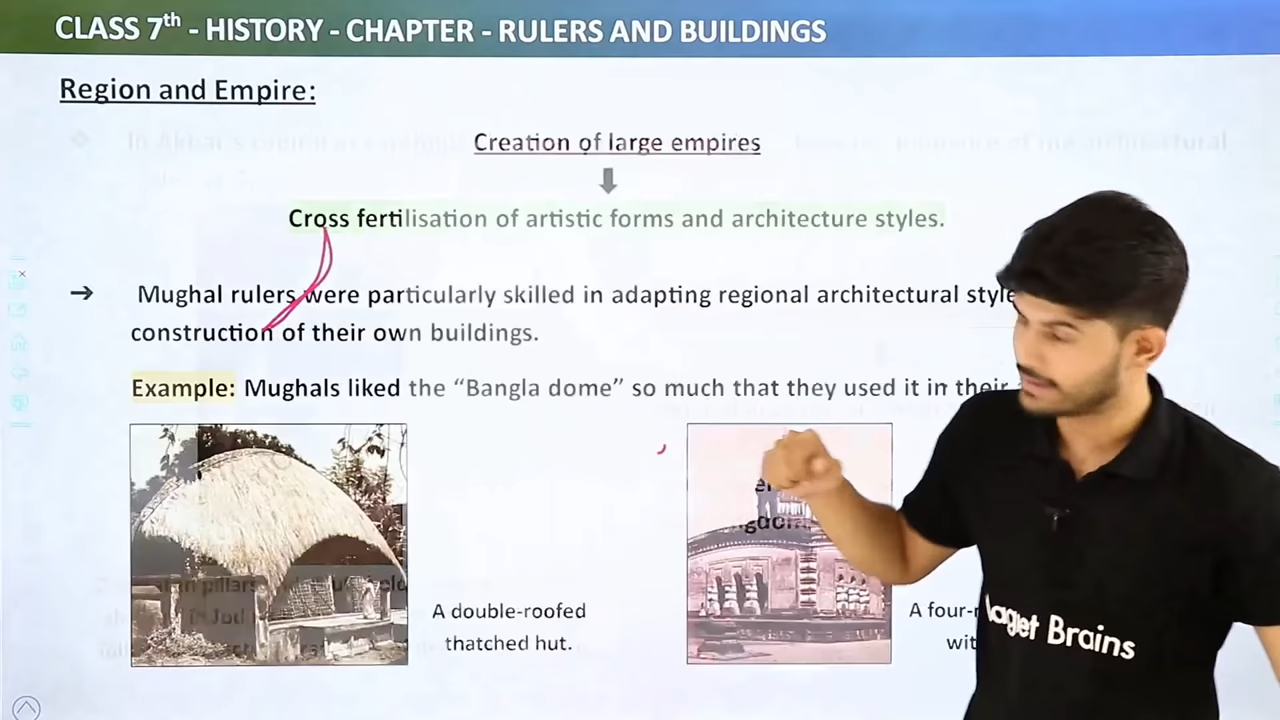 CLASS 7th - HISTORY - CHAPTER - RULERS AND BUILDINGS
Region and Empire:
Creation of large empires
Cross fertilisation of artistic forms and architecture styles.
➔ Mughal rulers were particularly skilled in adapting regional architectural style
construction of their own buildings.
Example: Mughals liked the “Bangla dome” so much that they used it in their
A double-roofed
thatched hut.
A four-
wit
aget Brains